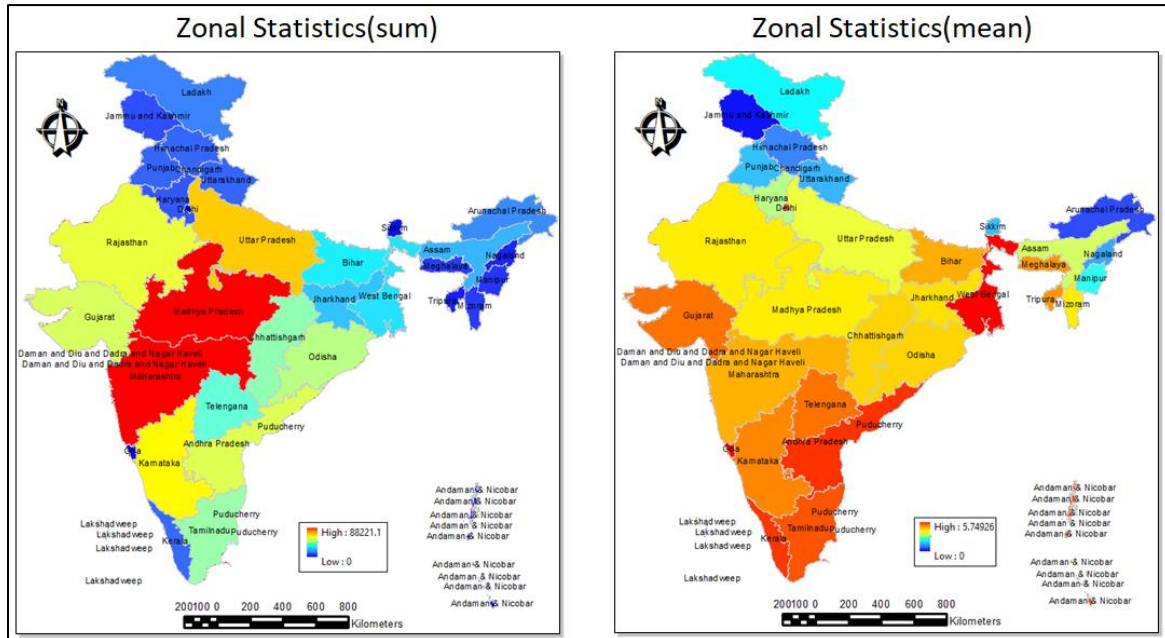 Zonal Statistics(sum)
Ladakh
Jammu and Kashmir
Himachal Pradesh
Punjab
Chandigarh
Uttarakhand
Haryana
Delhi
Arunachal Pradesh
Sikkim
Rajasthan
Uttar Pradesh
Assam
Nagaland
Bihar
Meghalaya
Manipur
Jharkhand
West Bengal
Tripura
Mizoram
Gujarat
Madhya Pradesh
Chhattishgarh
Odisha
Daman and Diu and Dadra and Nagar Haveli
Daman and Diu and Dadra and Nagar Haveli
Maharashtra
Telengana
Puducherry
Goa
Andhra Pradesh
Karnataka
Andaman & Nicobar
Andaman & Nicobar
Andaman & Nicobar
Andaman & Nicobar
Andaman & Nicobar
Puducherry
Lakshadweep
Lakshadweep
Lakshadweep
Kerala
Tamilnadu
Puducherry
High : 88221.1
Low : 0
Lakshadweep
Andaman & Nicobar
Andaman & Nicobar
Andaman & Nicobar
Andaman & Nicobar
200100 0 200 400 600 800
Kilometers
Zonal Statistics(mean)
Ladakh
Jammu and Kashmir
Himachal Pradesh
Punjab
Chandigarh
Uttarakhand
Haryana
Delhi
Arunachal Pradesh
Sikkim
Rajasthan
Uttar Pradesh
Assam
Nagaland
Bihar
Meghalaya
Manipur
Jharkhand
West Bengal
Tripura
Mizoram
Gujarat
Madhya Pradesh
Chhattishgarh
Odisha
Daman and Diu and Dadra and Nagar Haveli
Daman and Diu and Dadra and Nagar Haveli
Maharashtra
Telengana
Puducherry
Goa
Andhra Pradesh
Karnataka
Andaman & Nicobar
Andaman & Nicobar
Andaman & Nicobar
Andaman & Nicobar
Andaman & Nicobar
Puducherry
Lakshadweep
Lakshadweep
Lakshadweep
Kerala
Tamilnadu
Puducherry
High : 5.74926
Low : 0
Lakshadweep
Andaman & Nicobar
Andaman & Nicobar
Andaman & Nicobar
Andaman & Nicobar
200100 0 200 400 600 800
Kilometers